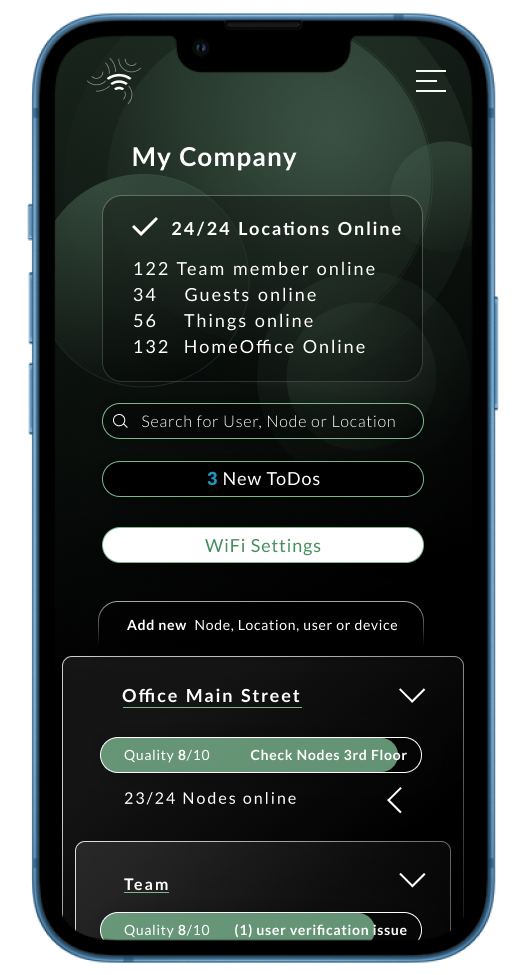 My Company
24/24 Locations Online
122 Team member online
34 Guests online
56 Things online
132 HomeOffice Online
Search for User, Node or Location
3 New ToDos
WiFi Settings
Add new Node, Location, user or device
Office Main Street
Quality 8/10 Check Nodes 3rd Floor
23/24 Nodes online
Team
Quality 8/10 (1) user verification issue